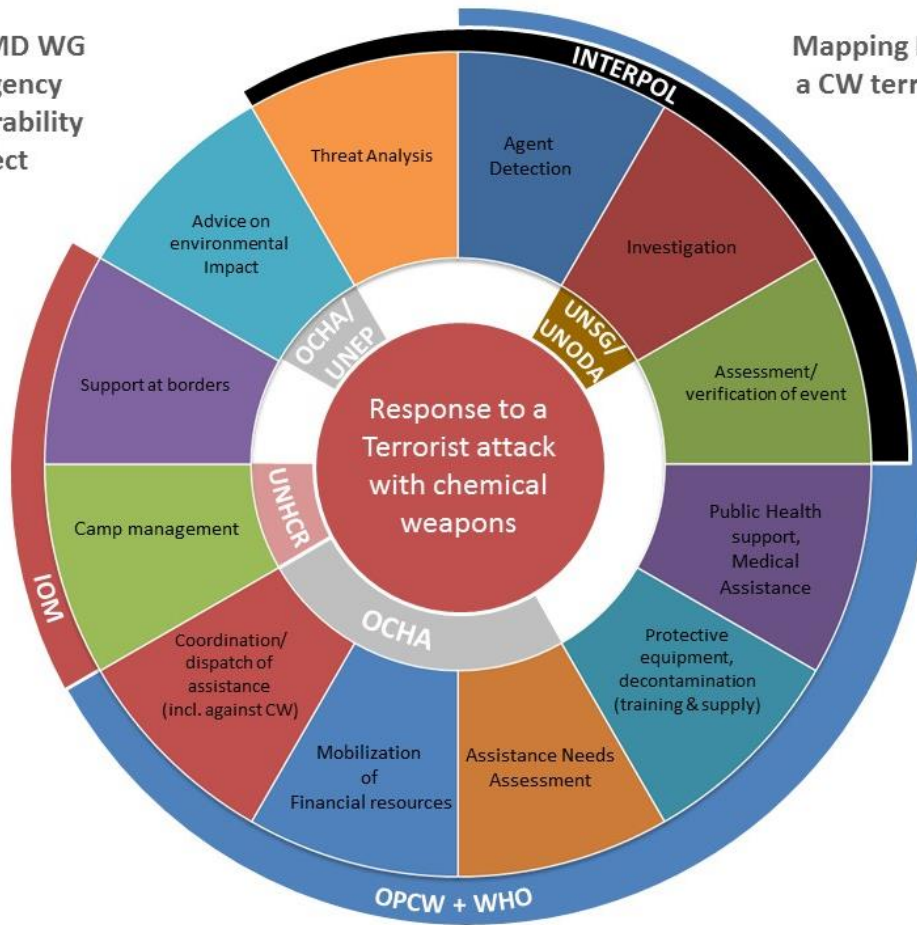 MD WG
gency
rability
ect
Mapping
a CW terr
INTERPOL
Threat Analysis
Agent
Detection
Advice on
environmental
Impact
Investigation
OCHA/
UNEP
UNSG/
UNODA
Support at borders
Assessment/
verification of event
Response to a
Terrorist attack
with chemical
weapons
UNHCR
Camp management
Public Health
support,
Medical
Assistance
IOM
OCHA
Coordination/
dispatch of
assistance
(incl. against CW)
Protective
equipment,
decontamination
(training & supply)
Mobilization
of
Financial resources
Assistance Needs
Assessment
OPCW + WHO